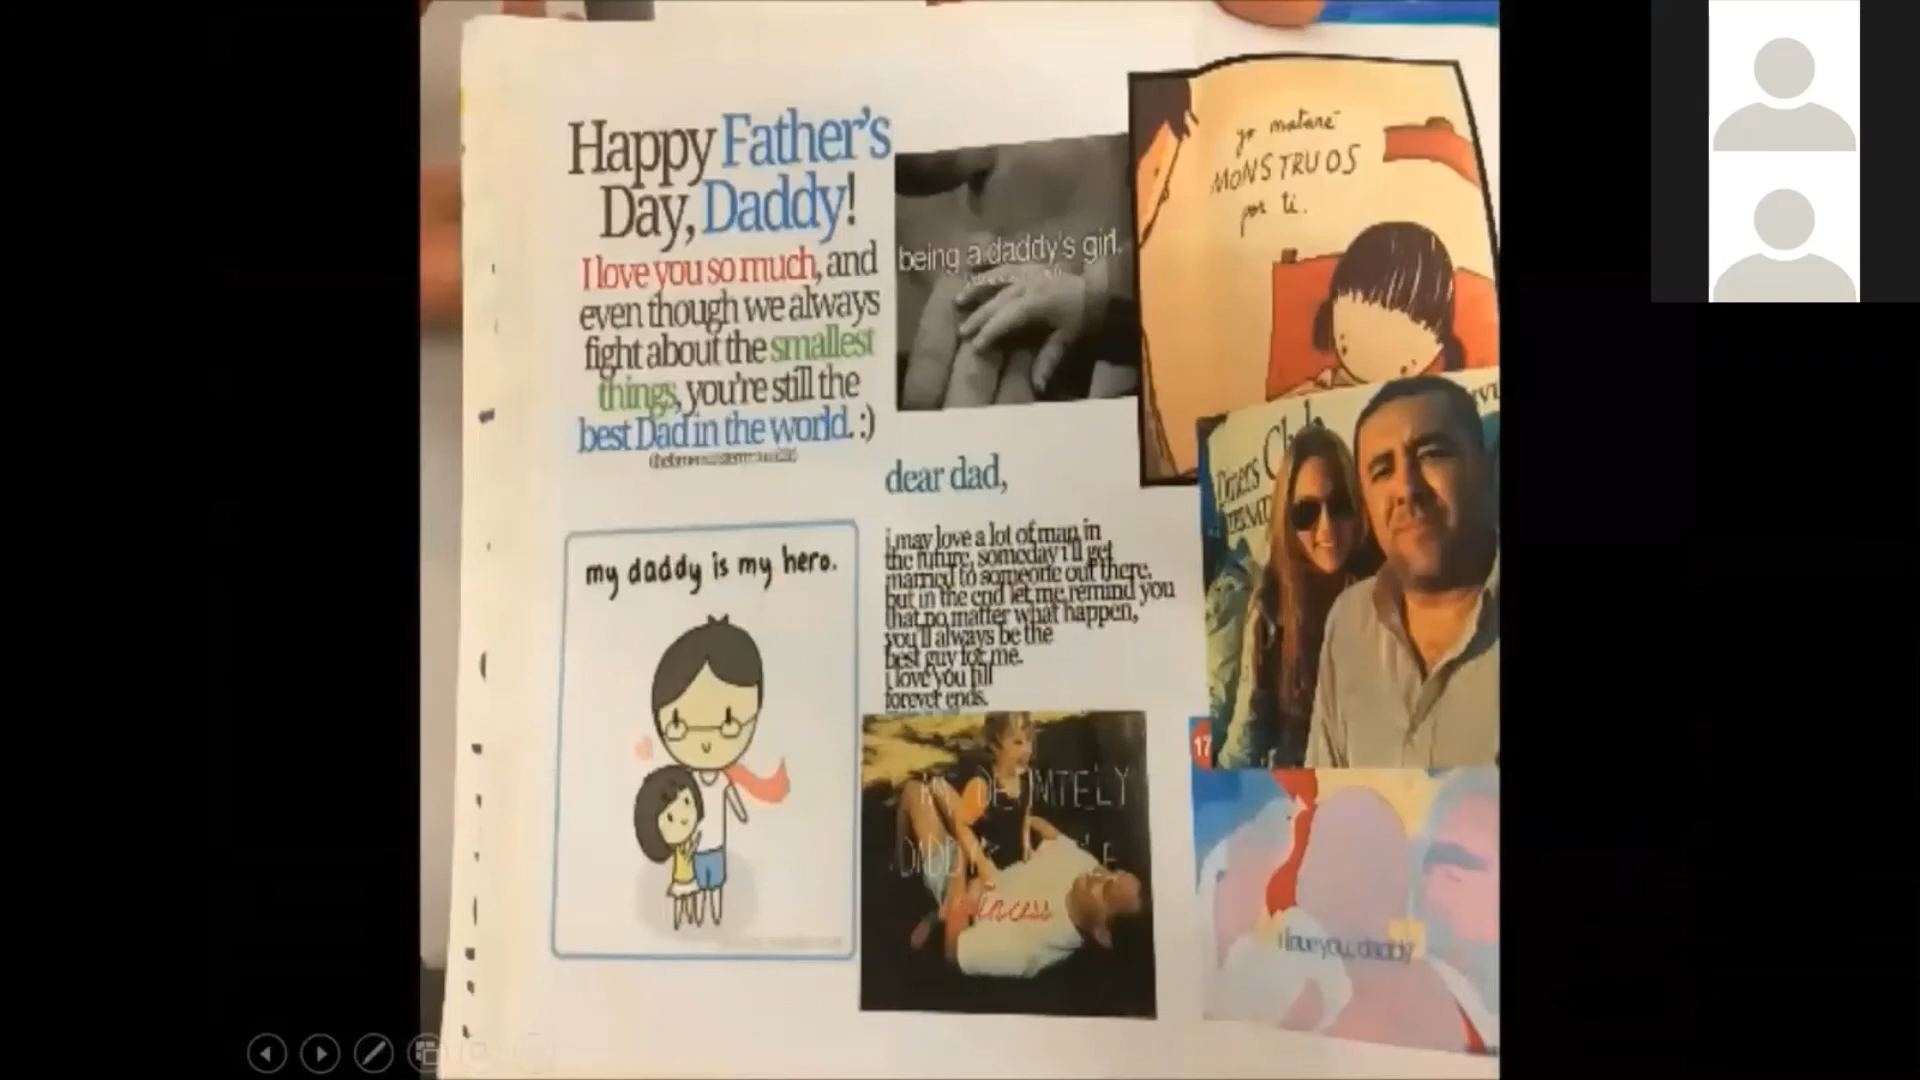 Happy Father's
Day, Daddy!
I love you so much, and
even though we always
fight about the smallest
things, you're still the
best Dad in the world. :)
being a daddy's girl.
yo mataré
MONSTRUOS
por ti.
Diners Club
dear dad,
i may love a lot of man in
the future, someday i'll get
married to someone out there,
but in the end let me remind you
that no matter what happen,
you'll always be the
best guy for me.
i love you till
forever ends.
my daddy is my hero.
DEFINITELY
princess
17
I love you, daddy